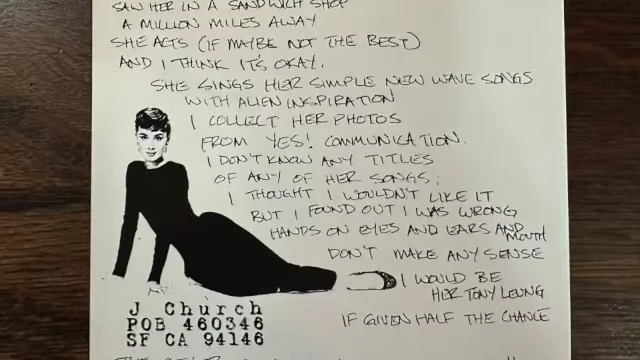 SAW HER IN A SANDWICH SHOP
A MILLION MILES AWAY
SHE ACTS (IF MAYBE NOT THE BEST)
AND I THINK IT'S OKAY.
SHE SINGS HER SIMPLE NEW WAVE SONGS
WITH ALIEN INSPIRATION
I COLLECT HER PHOTOS
FROM YES! COMMUNICATION.
I DON'T KNOW ANY TITLES
OF ANY OF HER SONGS.
I THOUGHT I WOULDN'T LIKE IT
BUT I FOUND OUT I WAS WRONG
HANDS ON EYES AND EARS AND MOUTH
DON'T MAKE ANY SENSE
I WOULD BE
HER TONY LEUNG
IF GIVEN HALF THE CHANCE
J Church
POB 460346
SF CA 94146